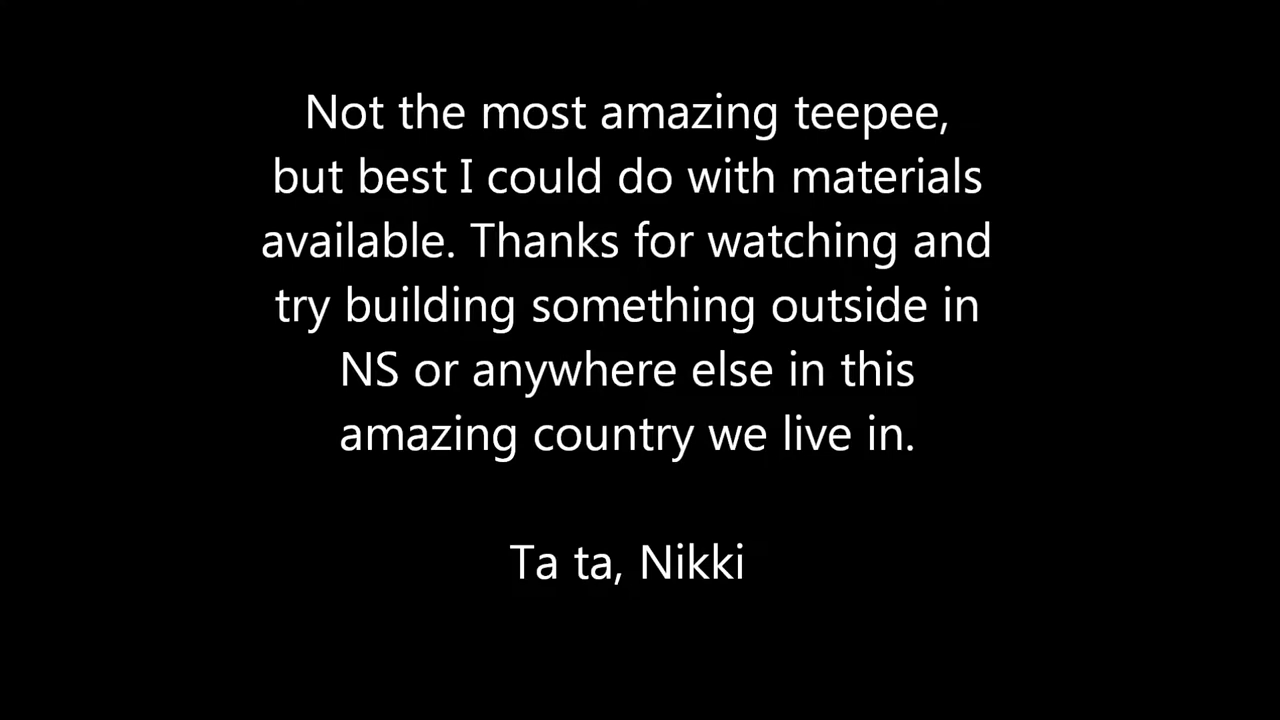 Not the most amazing teepee,
but best I could do with materials
available. Thanks for watching and
try building something outside in
NS or anywhere else in this
amazing country we live in.
Ta ta, Nikki